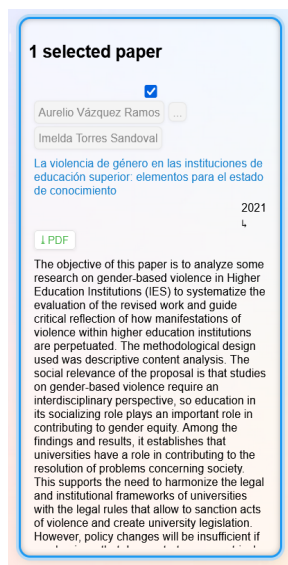 1 selected paper
Aurelio Vázquez Ramos ...
Imelda Torres Sandoval
La violencia de género en las instituciones de
educación superior: elementos para el estado
de conocimiento
2021
↳
↓ PDF
The objective of this paper is to analyze some
research on gender-based violence in Higher
Education Institutions (IES) to systematize the
evaluation of the revised work and guide
critical reflection of how manifestations of
violence within higher education institutions
are perpetuated. The methodological design
used was descriptive content analysis. The
social relevance of the proposal is that studies
on gender-based violence require an
interdisciplinary perspective, so education in
its socializing role plays an important role in
contributing to gender equity. Among the
findings and results, it establishes that
universities have a role in contributing to the
resolution of problems concerning society.
This supports the need to harmonize the legal
and institutional frameworks of universities
with the legal rules that allow to sanction acts
of violence and create university legislation.
However, policy changes will be insufficient if